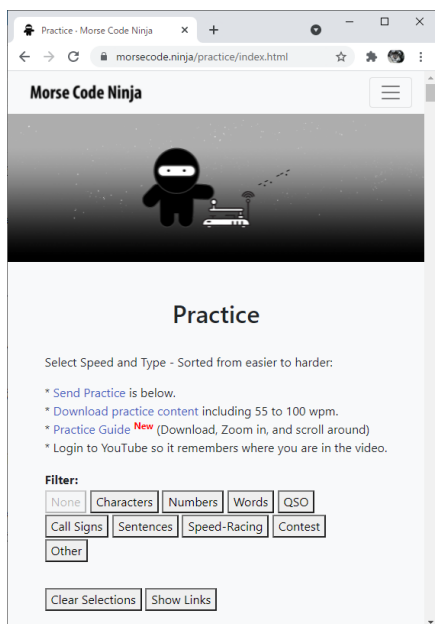 Practice - Morse Code Ninja
morsecode.ninja/practice/index.html
Morse Code Ninja
Practice
Select Speed and Type - Sorted from easier to harder:
* Send Practice is below.
* Download practice content including 55 to 100 wpm.
* Practice Guide New (Download, Zoom in, and scroll around)
* Login to YouTube so it remembers where you are in the video.
Filter:
None Characters Numbers Words QSO
Call Signs Sentences Speed-Racing Contest
Other
Clear Selections Show Links